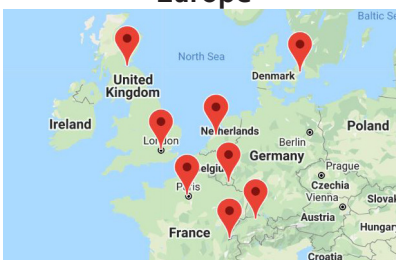 Europe
Baltic Se
North Sea
Denmark
United
Kingdom
Ireland
Netherlands
London
Berlin
Poland
elgiu
Germany
Paris
Prague
Czechia
Vienna
Slovak
Austria
France
Hungar
Croatia